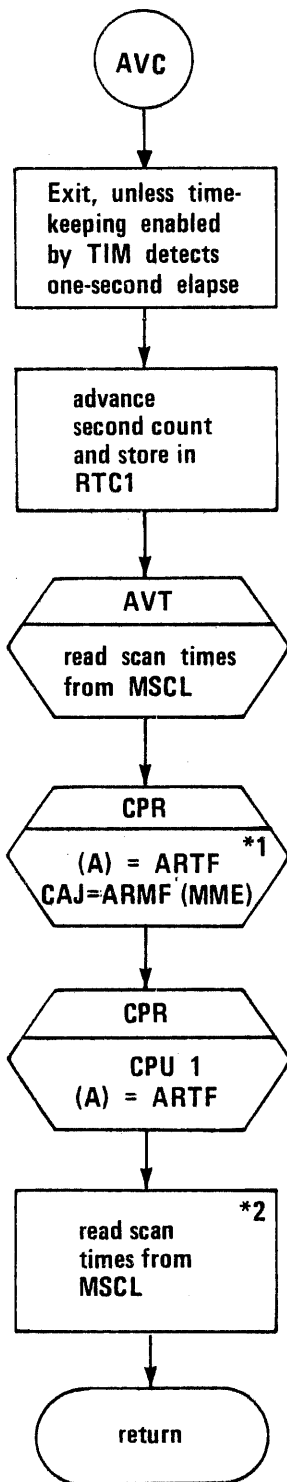 AVC
Exit, unless time-
keeping enabled
by TIM detects
one-second elapse
advance
second count
and store in
RTC1
AVT
read scan times
from MSCL
CPR
*1
(A) = ARTF
CAJ=ARMF (MME)
CPR
CPU 1
(A) = ARTF
*2
read scan
times from
MSCL
return